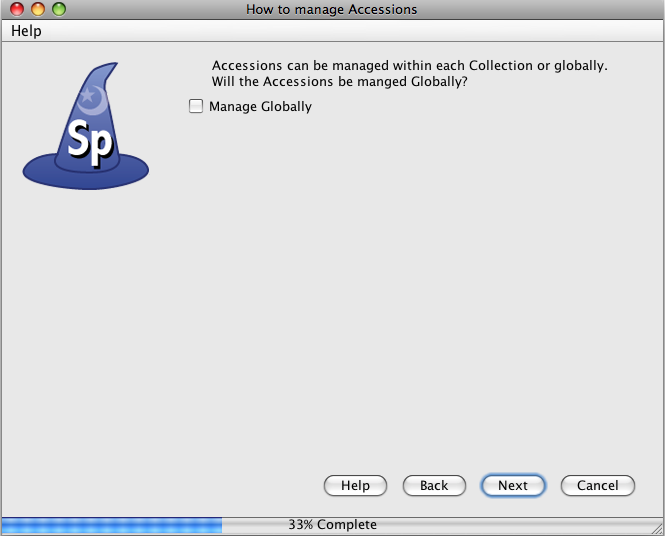 How to manage Accessions
Help
Accessions can be managed within each Collection or globally.
Will the Accessions be manged Globally?
Manage Globally
Sp
Help
Back
Next
Cancel
33% Complete